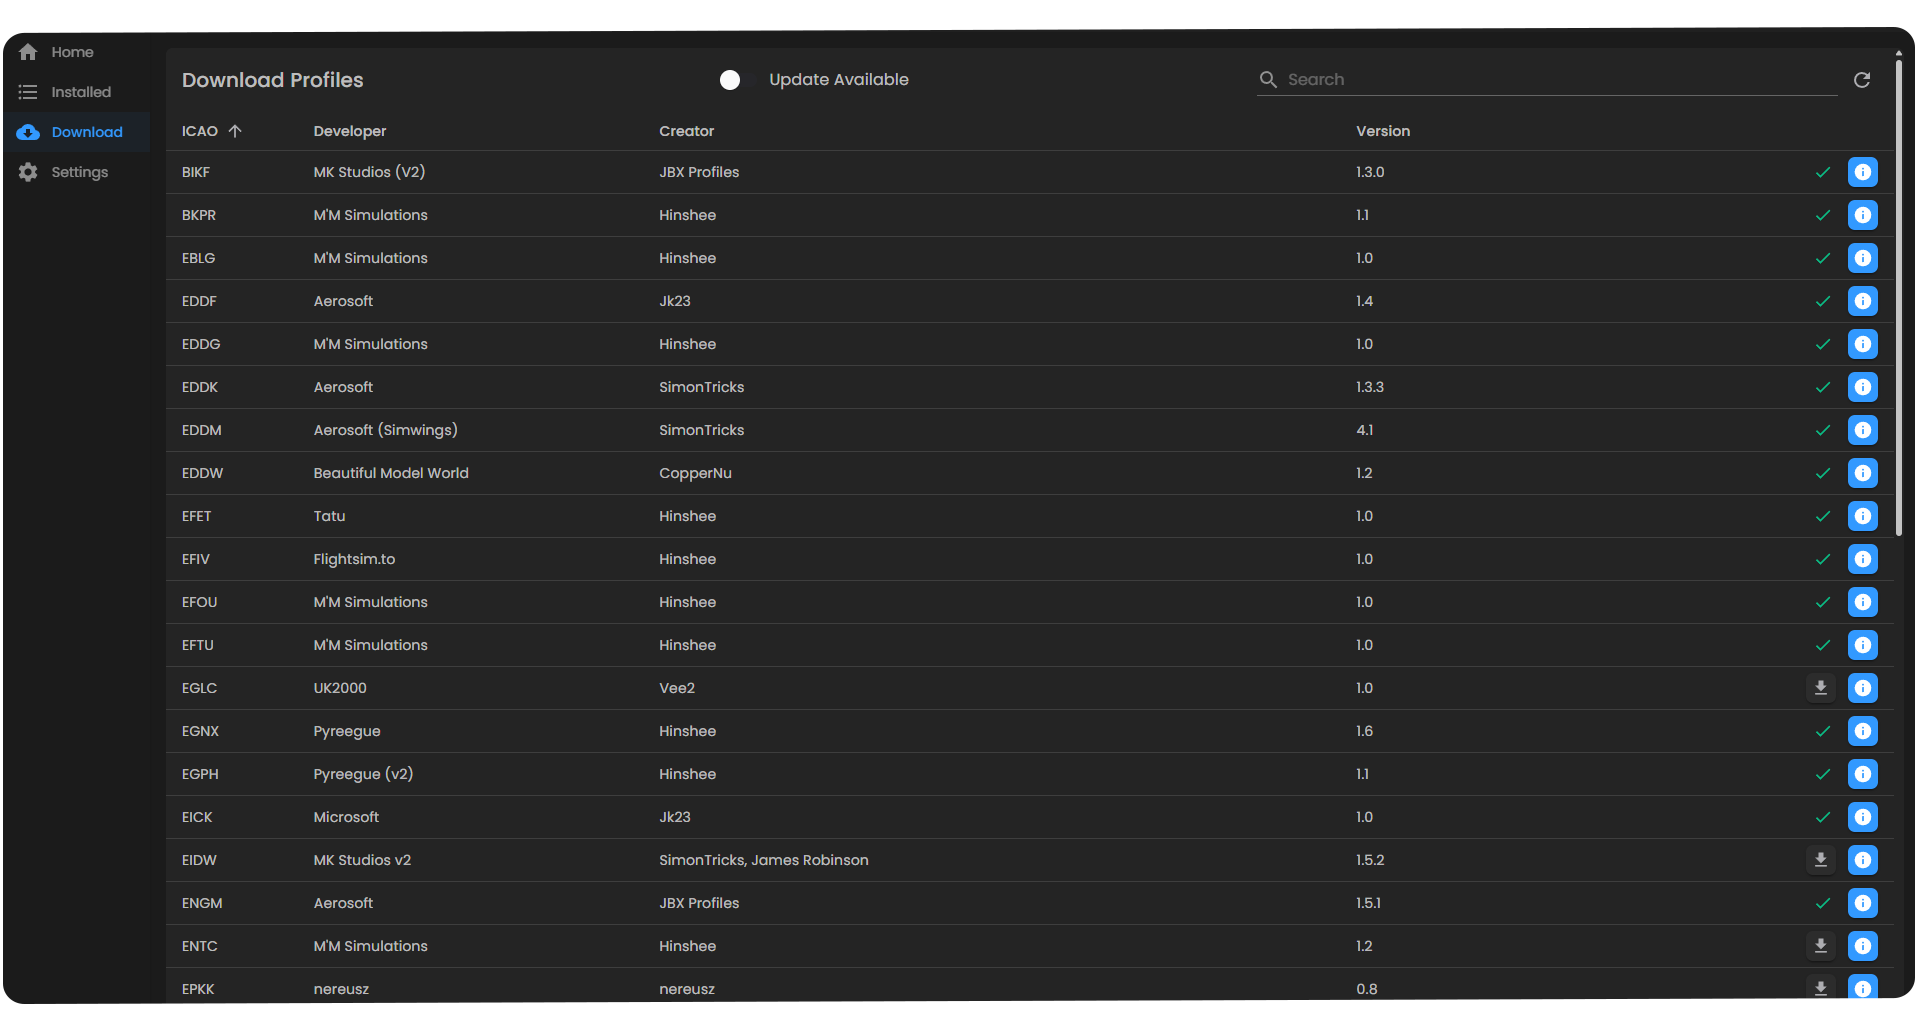 Home
Installed
Download
Settings
Download Profiles
Update Available
Search
ICAO Developer Creator Version
BIKF MK Studios (V2) JBX Profiles 1.3.0
BKPR M'M Simulations Hinshee 1.1
EBLG M'M Simulations Hinshee 1.0
EDDF Aerosoft Jk23 1.4
EDDG M'M Simulations Hinshee 1.0
EDDK Aerosoft SimonTricks 1.3.3
EDDM Aerosoft (Simwings) SimonTricks 4.1
EDDW Beautiful Model World CopperNu 1.2
EFET Tatu Hinshee 1.0
EFIV Flightsim.to Hinshee 1.0
EFOU M'M Simulations Hinshee 1.0
EFTU M'M Simulations Hinshee 1.0
EGLC UK2000 Vee2 1.0
EGNX Pyreegue Hinshee 1.6
EGPH Pyreegue (v2) Hinshee 1.1
EICK Microsoft Jk23 1.0
EIDW MK Studios v2 SimonTricks, James Robinson 1.5.2
ENGM Aerosoft JBX Profiles 1.5.1
ENTC M'M Simulations Hinshee 1.2
EPKK nereusz nereusz 0.8